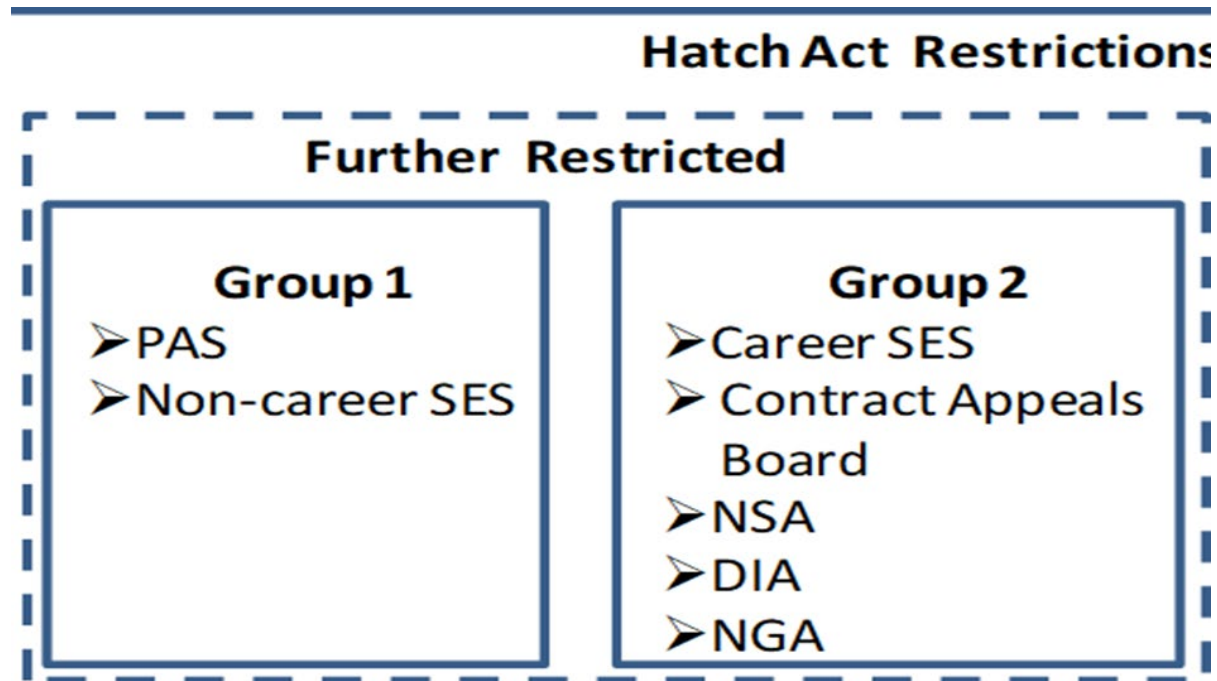 Hatch Act Restrictions
Further Restricted
Group 1
➢PAS
➢Non-career SES
Group 2
➢Career SES
➢ Contract Appeals
Board
➢NSA
➢DIA
➢NGA